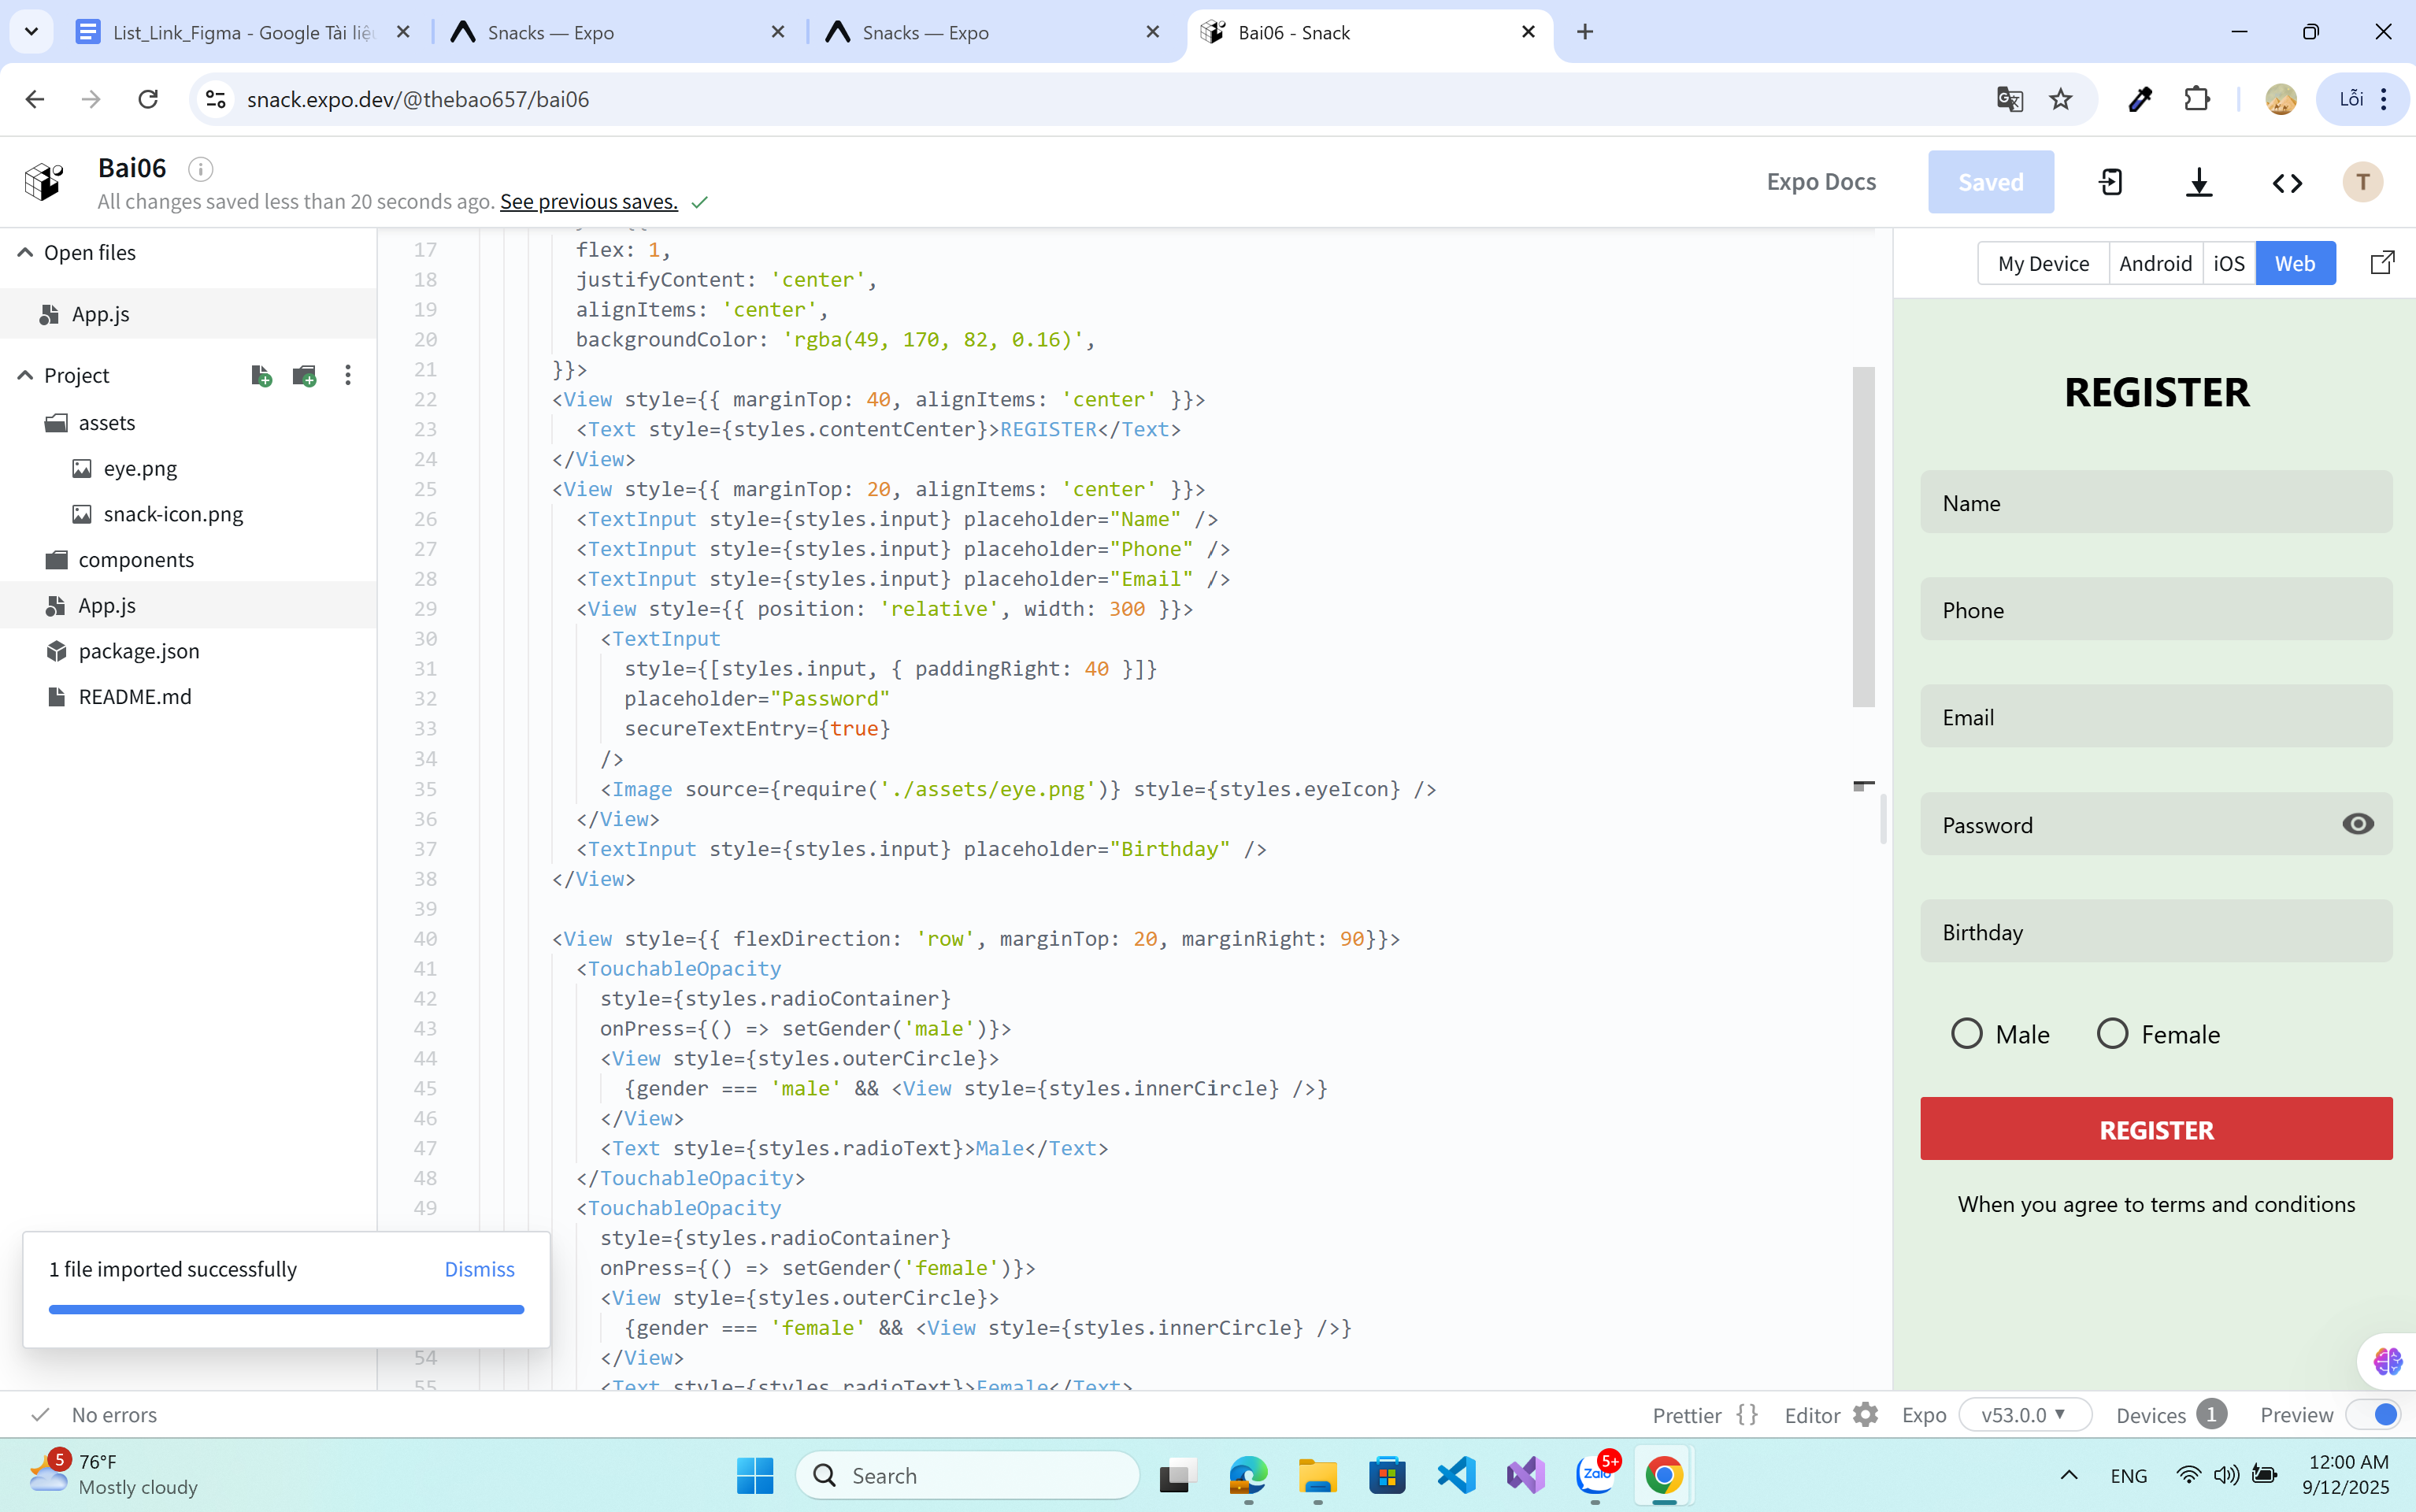 List_Link_Figma - Google Tài liệu
Snacks — Expo
Snacks — Expo
Bai06 - Snack
snack.expo.dev/@thebao657/bai06
Lỗi
Bai06
All changes saved less than 20 seconds ago. See previous saves.
Expo Docs
Saved
T
Open files
App.js
Project
assets
eye.png
snack-icon.png
components
App.js
package.json
README.md
17 flex: 1,
18 justifyContent: 'center',
19 alignItems: 'center',
20 backgroundColor: 'rgba(49, 170, 82, 0.16)',
21 }}>
22 <View style={{ marginTop: 40, alignItems: 'center' }}>
23 <Text style={styles.contentCenter}>REGISTER</Text>
24 </View>
25 <View style={{ marginTop: 20, alignItems: 'center' }}>
26 <TextInput style={styles.input} placeholder="Name" />
27 <TextInput style={styles.input} placeholder="Phone" />
28 <TextInput style={styles.input} placeholder="Email" />
29 <View style={{ position: 'relative', width: 300 }}>
30 <TextInput
31 style={[styles.input, { paddingRight: 40 }]}
32 placeholder="Password"
33 secureTextEntry={true}
34 />
35 <Image source={require('./assets/eye.png')} style={styles.eyeIcon} />
36 </View>
37 <TextInput style={styles.input} placeholder="Birthday" />
38 </View>
39
40 <View style={{ flexDirection: 'row', marginTop: 20, marginRight: 90}}>
41 <TouchableOpacity
42 style={styles.radioContainer}
43 onPress={() => setGender('male')}>
44 <View style={styles.outerCircle}>
45 {gender === 'male' && <View style={styles.innerCircle} />}
46 </View>
47 <Text style={styles.radioText}>Male</Text>
48 </TouchableOpacity>
49 <TouchableOpacity
style={styles.radioContainer}
onPress={() => setGender('female')}>
<View style={styles.outerCircle}>
{gender === 'female' && <View style={styles.innerCircle} />}
54 </View>
55 <Text style={styles.radioText}>Female</Text>
1 file imported successfully
Dismiss
My Device
Android
iOS
Web
REGISTER
Name
Phone
Email
Password
Birthday
Male
Female
REGISTER
When you agree to terms and conditions
No errors
Prettier {}
Editor
Expo
v53.0.0
Devices 1
Preview
5
76°F
Mostly cloudy
Search
Zalo
5+
ENG
12:00 AM
9/12/2025